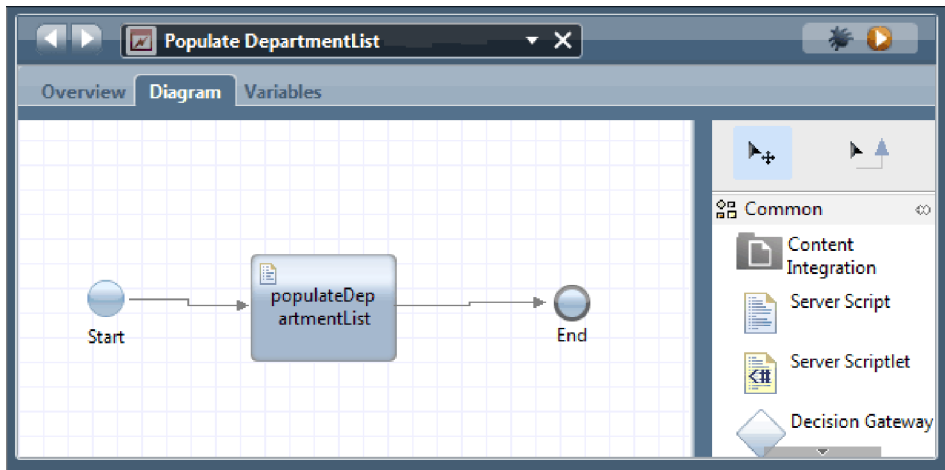 Populate DepartmentList
Overview Diagram Variables
Common
Content
Integration
Server Script
Server Scriptlet
Decision Gateway
populateDep
artmentList
Start
End